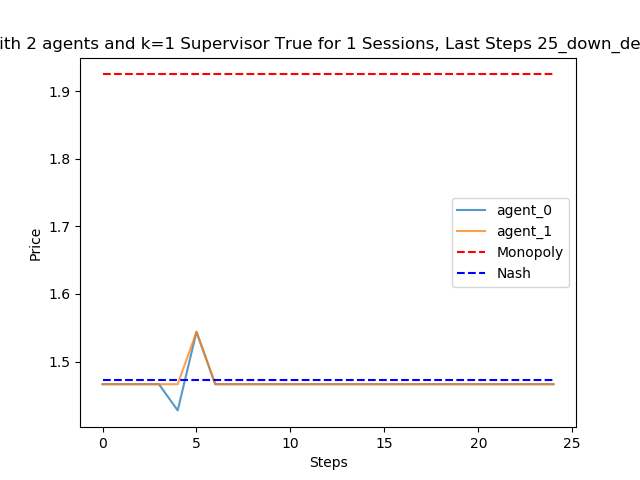 ith 2 agents and k=1 Supervisor True for 1 Sessions, Last Steps 25_down_de
1.9
1.8
1.7
1.6
1.5
Price
agent_0
agent_1
Monopoly
Nash
0
5
10
15
20
25
Steps